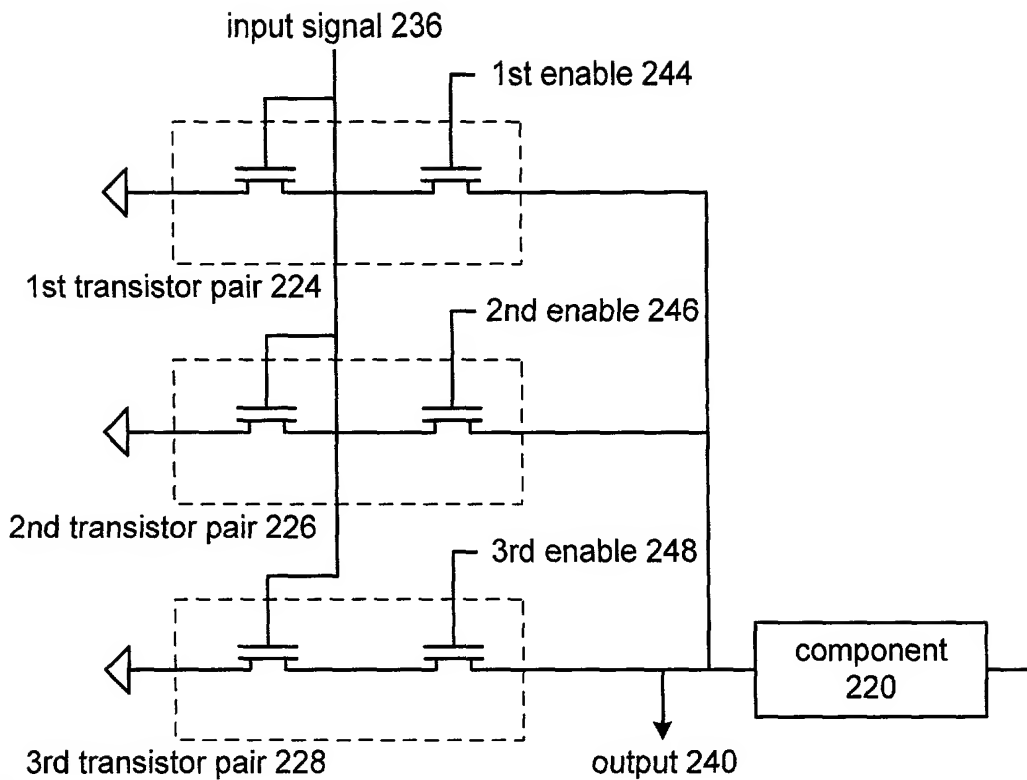 input signal 236
1st enable 244
1st transistor pair 224
2nd enable 246
2nd transistor pair 226
3rd enable 248
component
220
3rd transistor pair 228
output 240